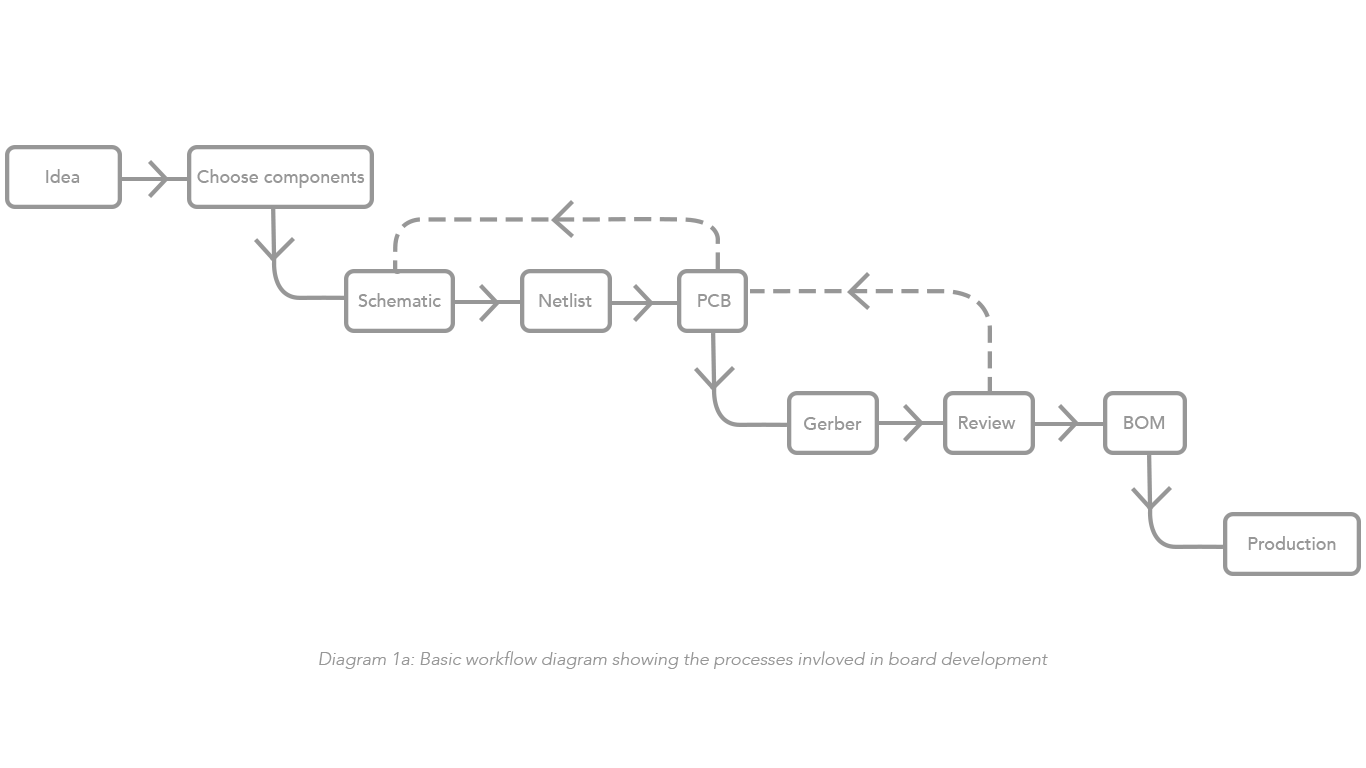 Idea
Choose components
Schematic
Netlist
PCB
Gerber
Review
BOM
Production
Diagram 1a: Basic workflow diagram showing the processes invloved in board development